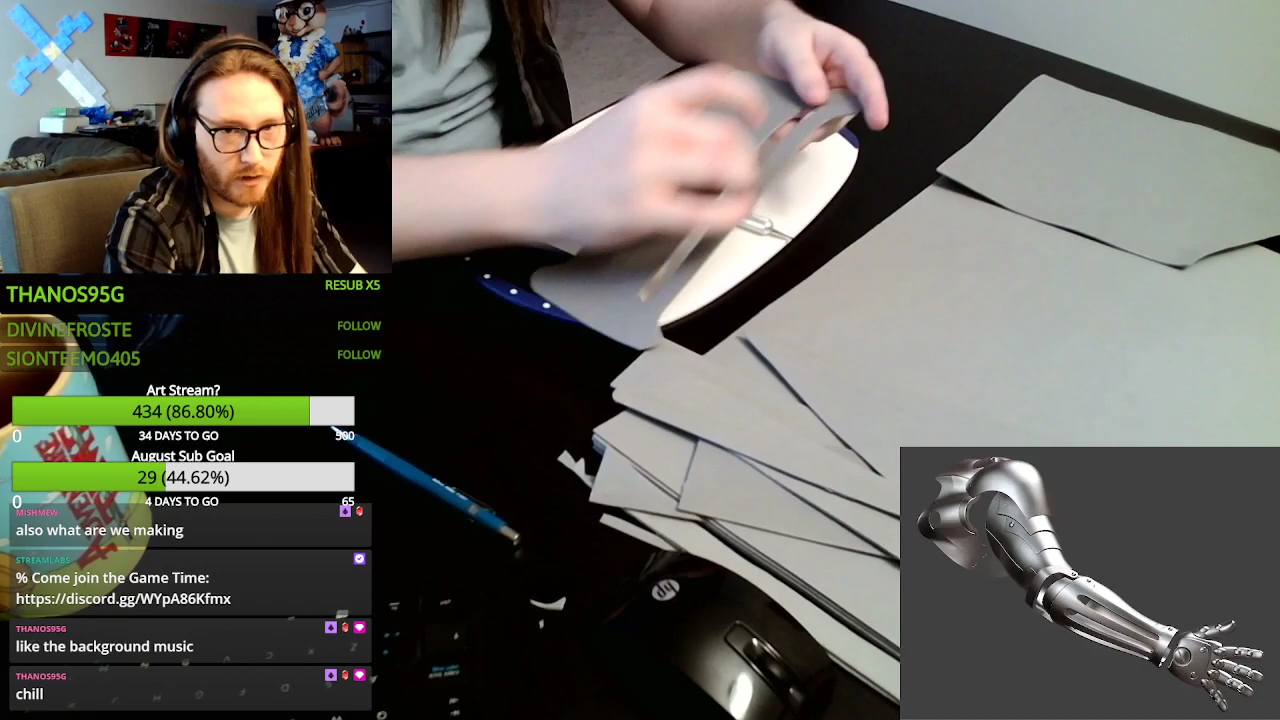 THANOS95G RESUB X5
DIVINEFROSTE FOLLOW
SIONTEEMO405 FOLLOW
Art Stream?
434 (86.80%)
0 34 DAYS TO GO 500
August Sub Goal
29 (44.62%)
0 4 DAYS TO GO 65
MISHMEW
also what are we making
STREAMLABS
% Come join the Game Time:
https://discord.gg/WYpA86Kfmx
THANOS95G
like the background music
THANOS95G
chill
hp